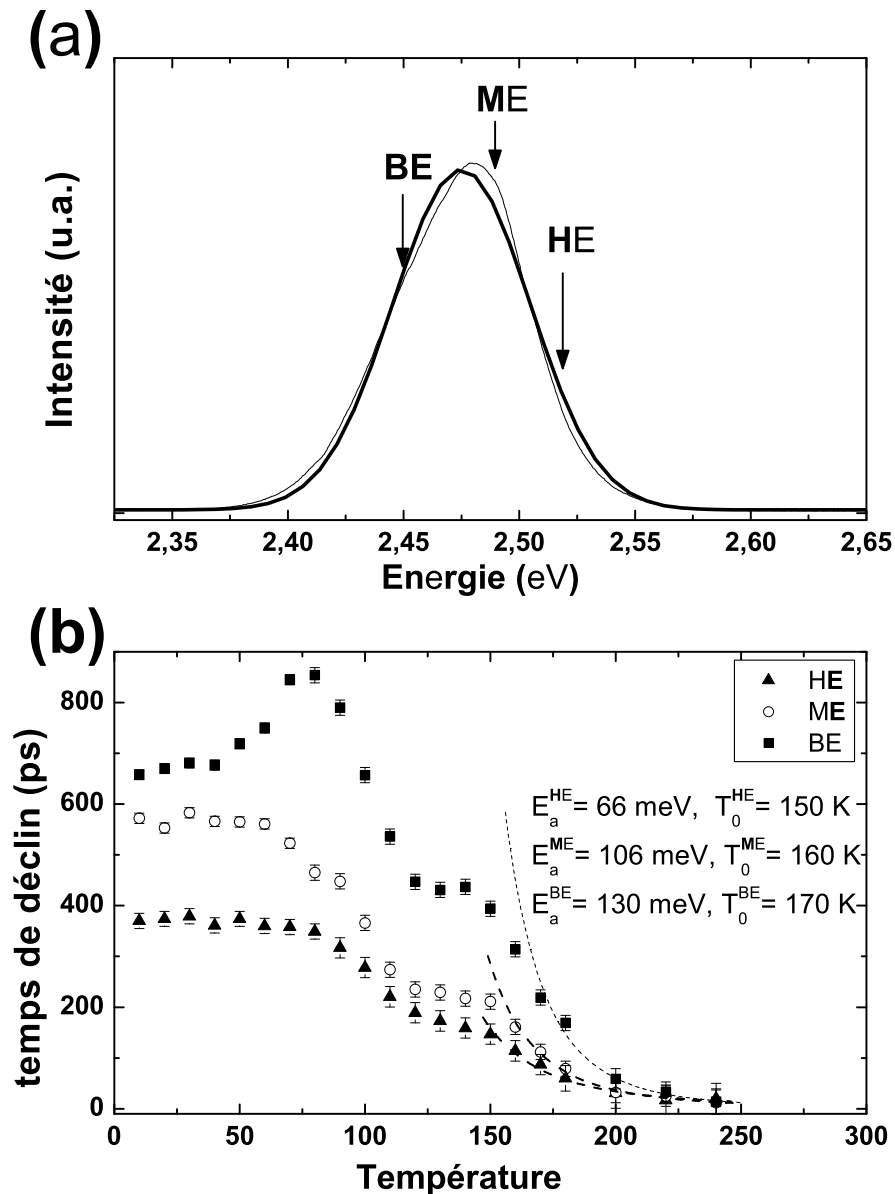 (a)
ME
BE
HE
Intensité (u.a.)
2,35 2,40 2,45 2,50 2,55 2,60 2,65
Energie (eV)
(b)
800
600
400
200
0
temps de déclin (ps)
HE
ME
BE
E_a^HE = 66 meV, T_0^HE = 150 K
E_a^ME = 106 meV, T_0^ME = 160 K
E_a^BE = 130 meV, T_0^BE = 170 K
0 50 100 150 200 250 300
Température